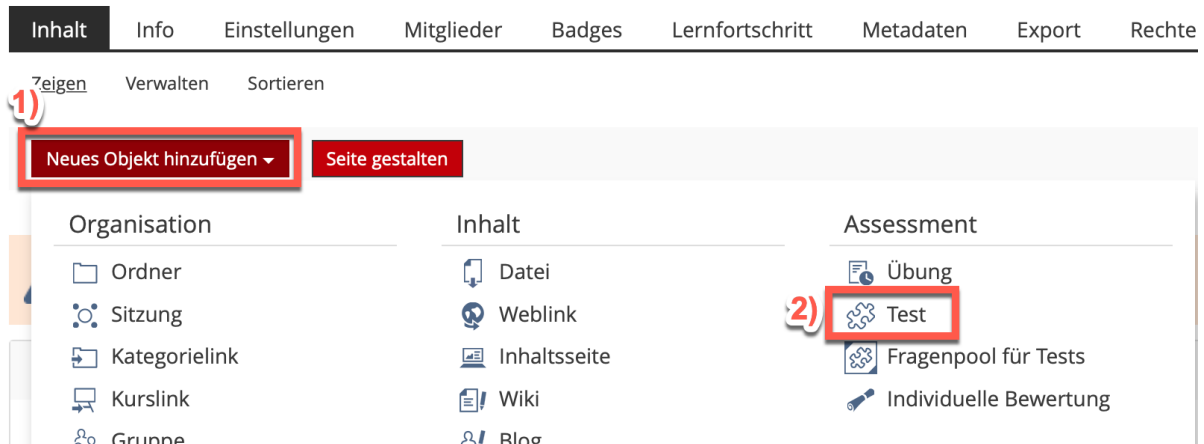 Inhalt Info Einstellungen Mitglieder Badges Lernfortschritt Metadaten Export Rechte
Zeigen Verwalten Sortieren
1)
Neues Objekt hinzufügen Seite gestalten
Organisation Inhalt Assessment
Ordner Datei Übung
Sitzung Weblink 2) Test
Kategorielink Inhaltsseite Fragenpool für Tests
Kurslink Wiki Individuelle Bewertung
Gruppe Blog